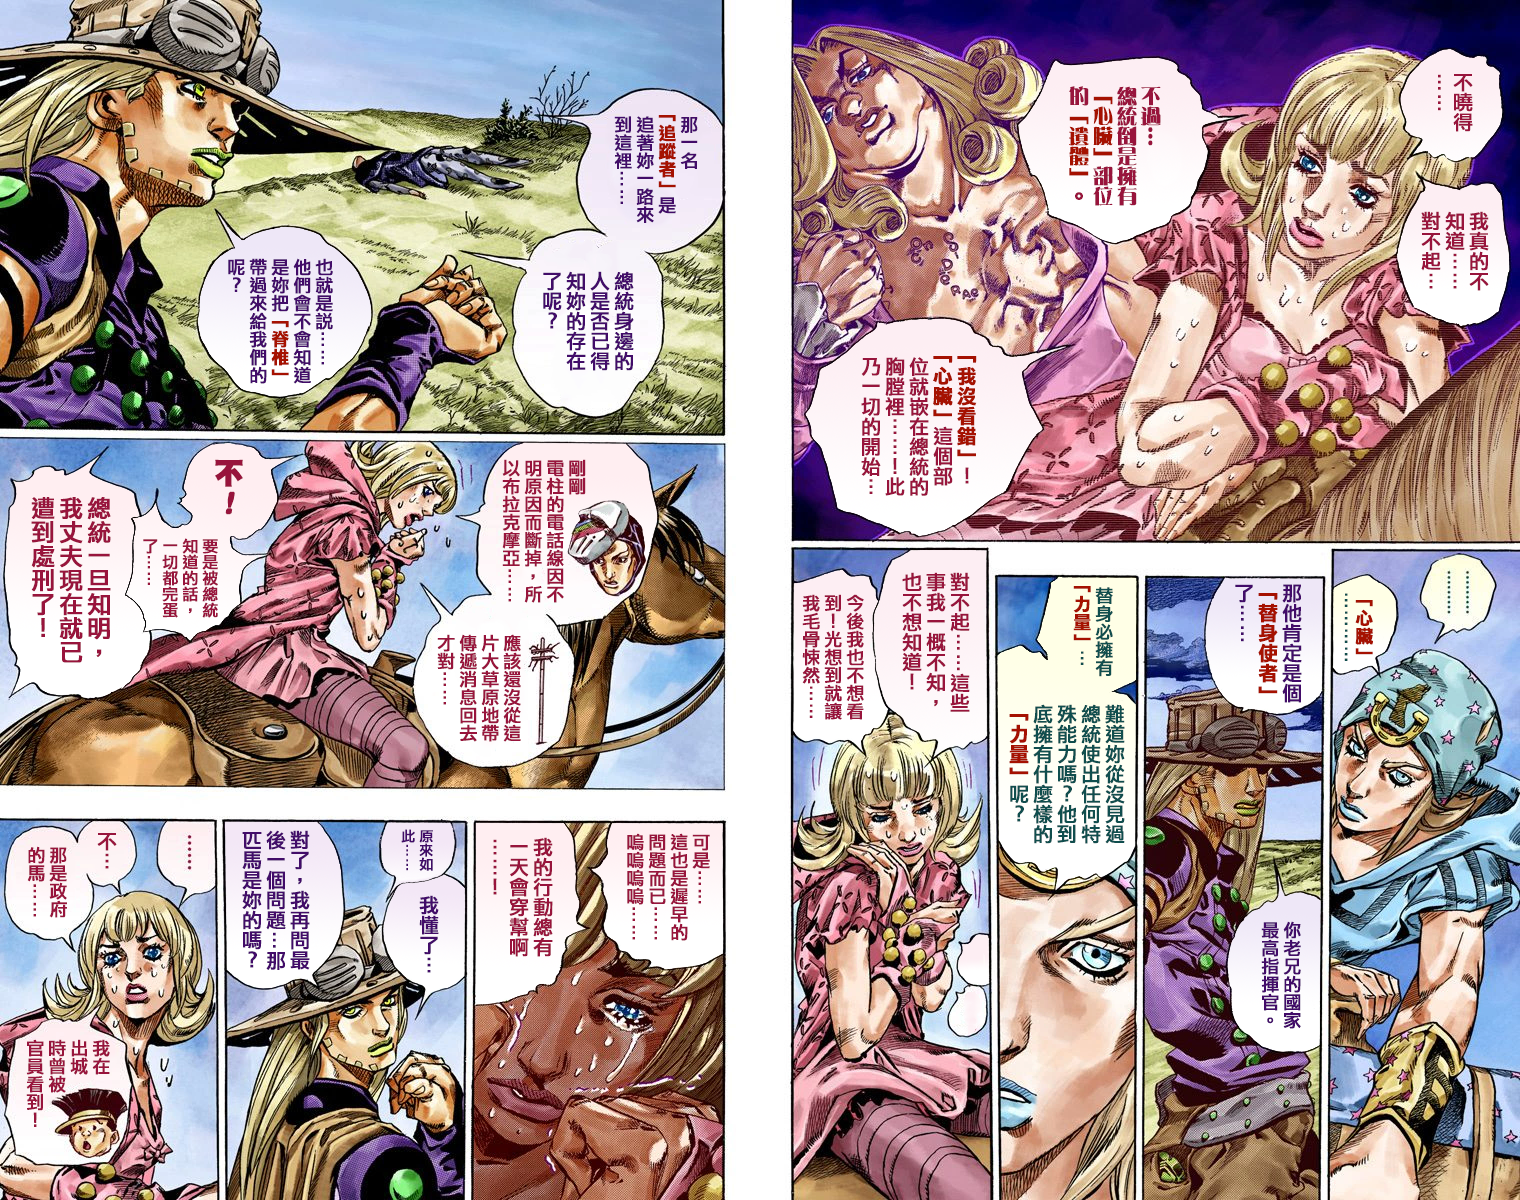 不曉得
……
我真的不
知道……
對不起…
不過…
總統倒是擁有
「心臟」部位
的「遺體」。
「我沒看錯」！
「心臟」這個部
位就嵌在總統的
胸膛裡……！此
乃一切的開始…
………
「心臟」
…………
那他肯定是個
「替身使者」
了……
你老兄的國家
最高指揮官。
替身必擁有
「力量」…
難道妳從沒見過
總統使出任何特
殊能力嗎？他到
底擁有什麼樣的
「力量」呢？
對不起……這些
事我一概不知，
也不想知道！
今後我也不想看
到！光想到就讓
我毛骨悚然……
那一名
「追蹤者」是
追著妳一路來
到這裡……
總統身邊的
人是否已得
知妳的存在
了呢？
也就是說……
他們會不會知道
是妳把「脊椎」
帶過來給我們的
呢？
剛剛
電柱的電話線因不
明原因而斷掉，所
以布拉克摩亞……
應該還沒從這
片大草原地帶
傳遞消息回去
才對……
不！
要是被總統
知道的話，
一切都完蛋
了……
總統一旦知明，
我丈夫現在就已
遭到處刑了！
可是……
這也是遲早的
問題而已……
嗚嗚嗚嗚……
我的行動總有
一天會穿幫啊
……！
原來如
此……
我懂了…
對了，我再問最
後一個問題…那
匹馬是妳的嗎？
……
不…
那是政府
的馬……
我在
出城
時曾被
官員看到！